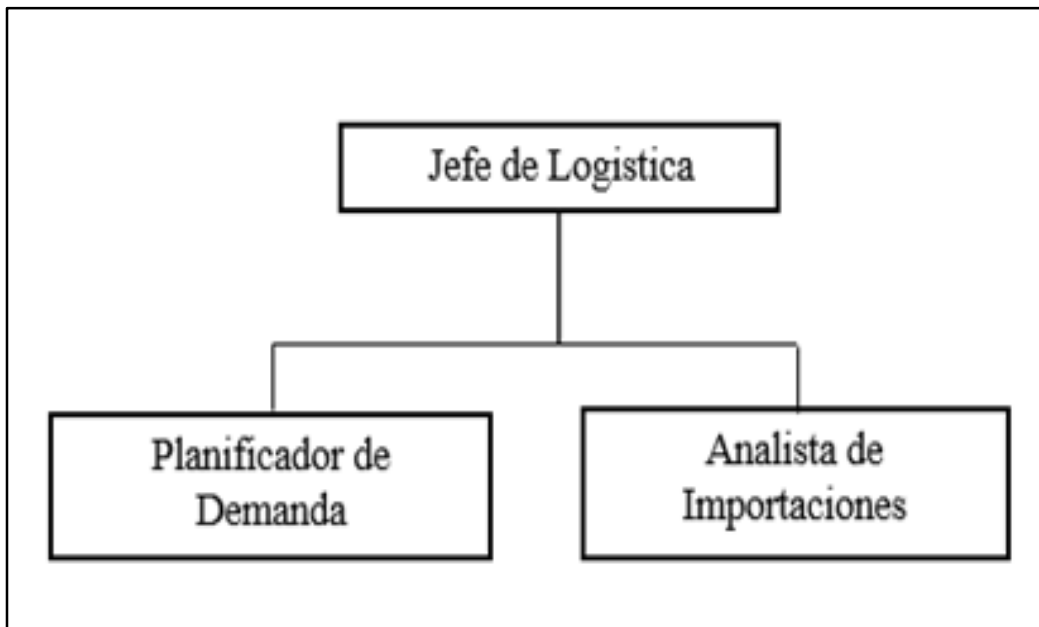 Jefe de Logistica
Planificador de
Demanda
Analista de
Importaciones